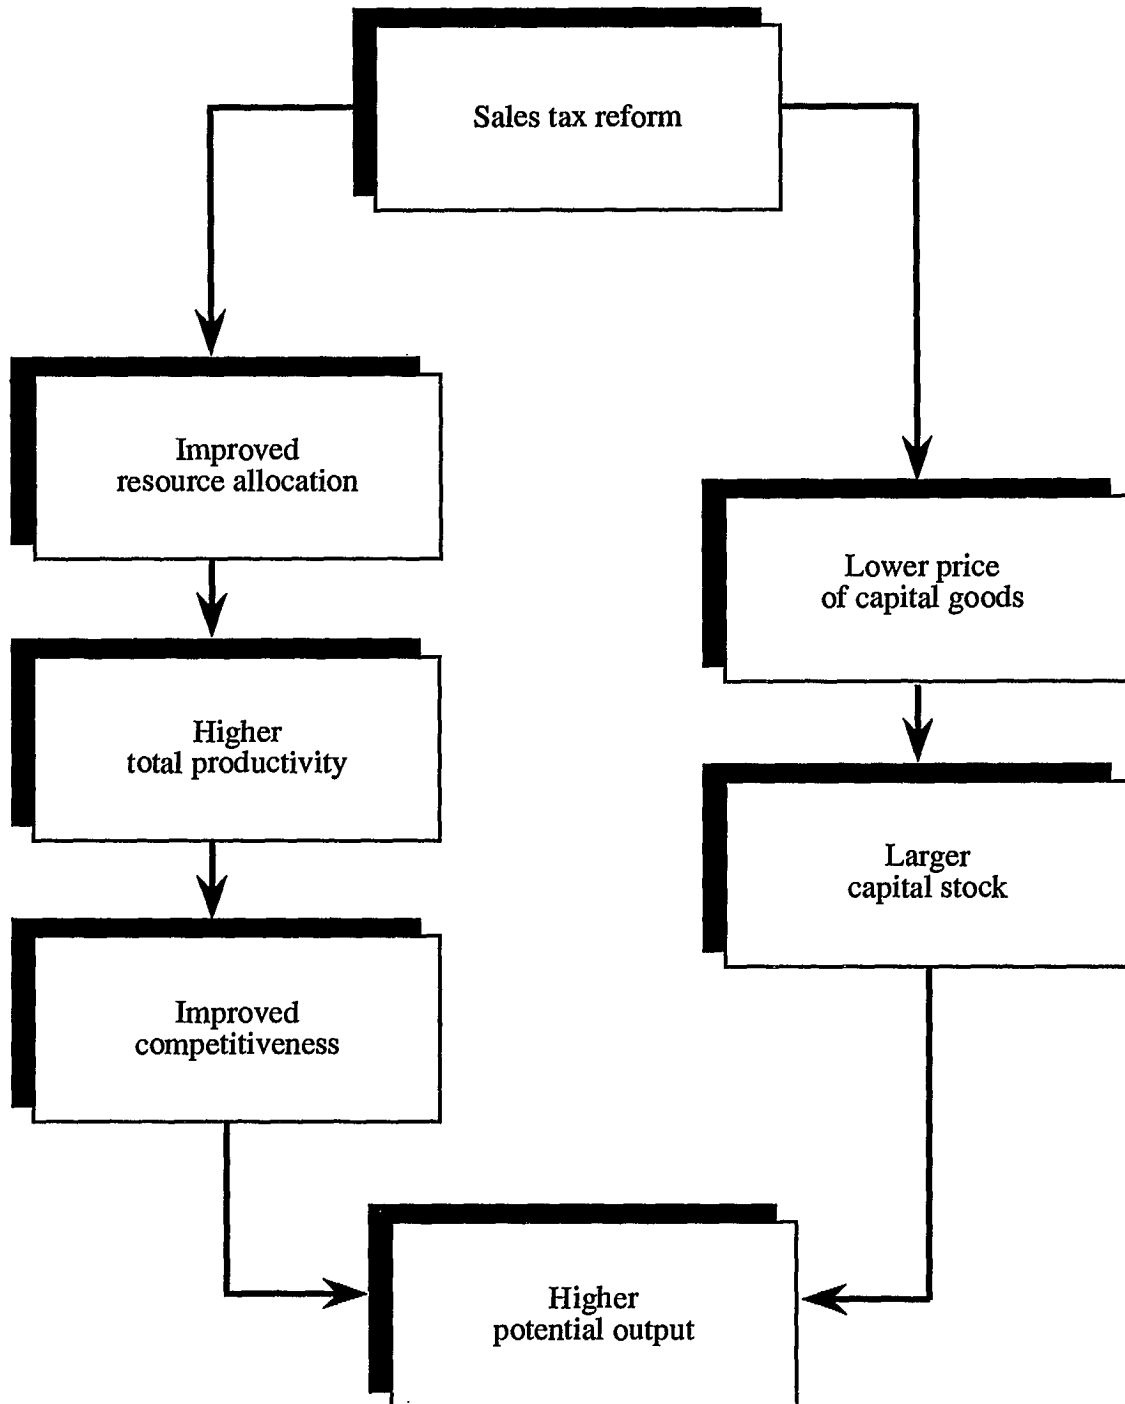 Sales tax reform
Improved
resource allocation
Lower price
of capital goods
Higher
total productivity
Larger
capital stock
Improved
competitiveness
Higher
potential output